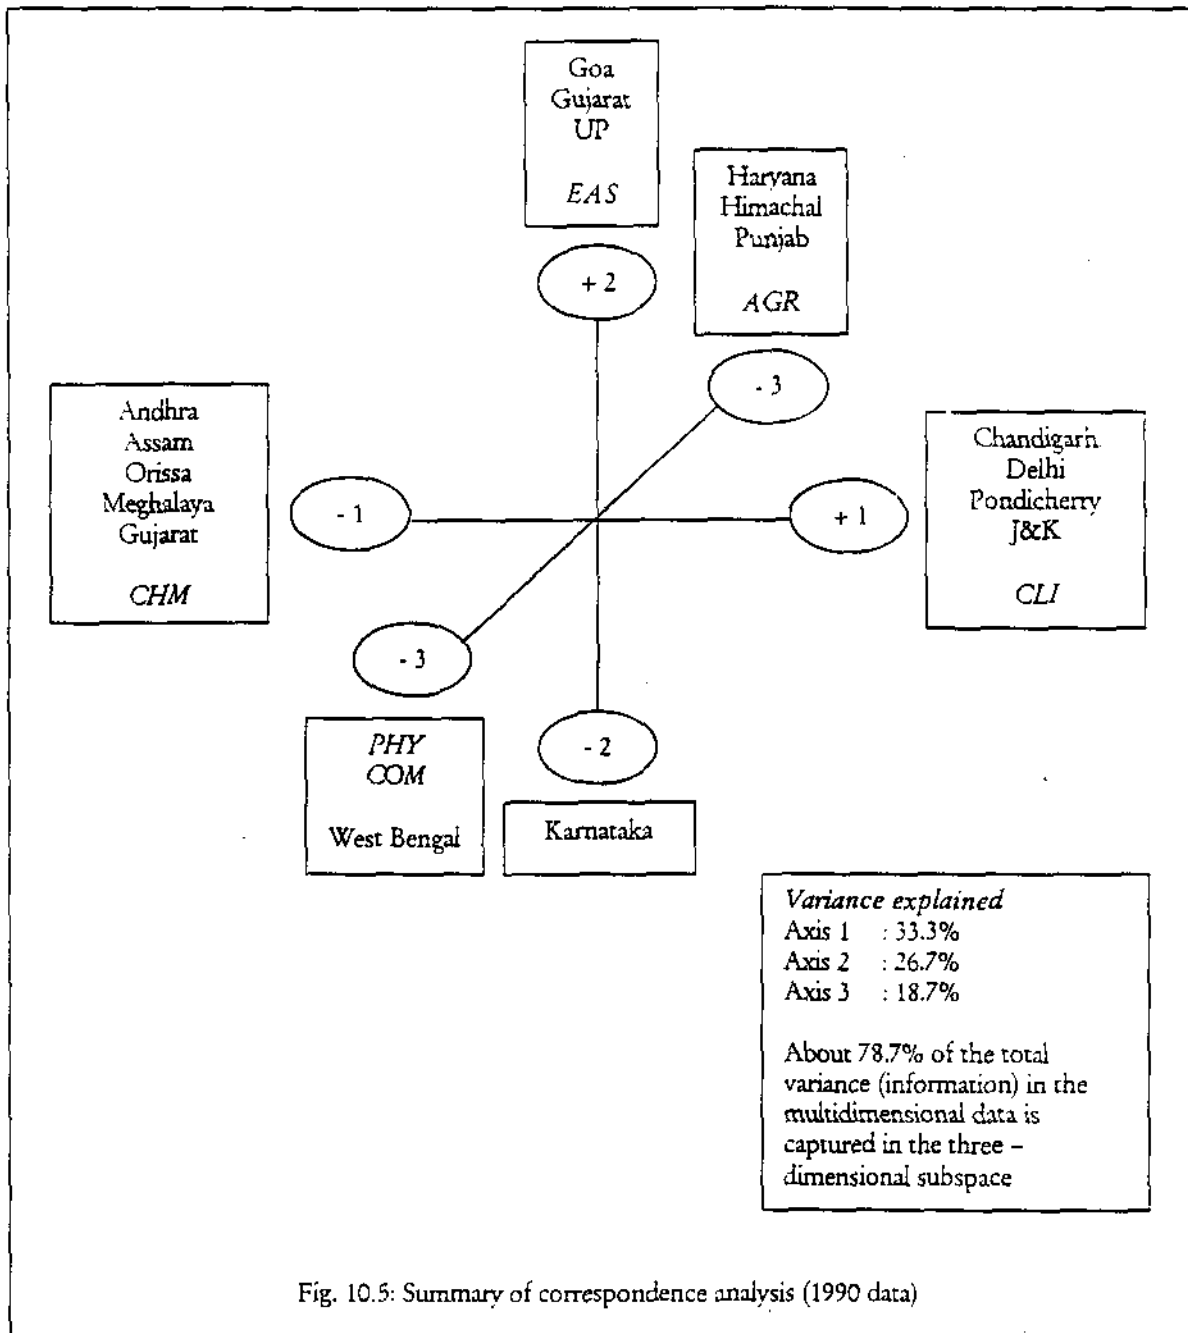 Goa
Gujarat
UP
EAS
+ 2
Haryana
Himachal
Punjab
AGR
- 3
Andhra
Assam
Orissa
Meghalaya
Gujarat
CHM
- 1
+ 1
Chandigarh
Delhi
Pondicherry
J&K
CLI
- 3
PHY
COM
West Bengal
- 2
Karnataka
Variance explained
Axis 1 : 33.3%
Axis 2 : 26.7%
Axis 3 : 18.7%
About 78.7% of the total
variance (information) in the
multidimensional data is
captured in the three –
dimensional subspace
Fig. 10.5: Summary of correspondence analysis (1990 data)